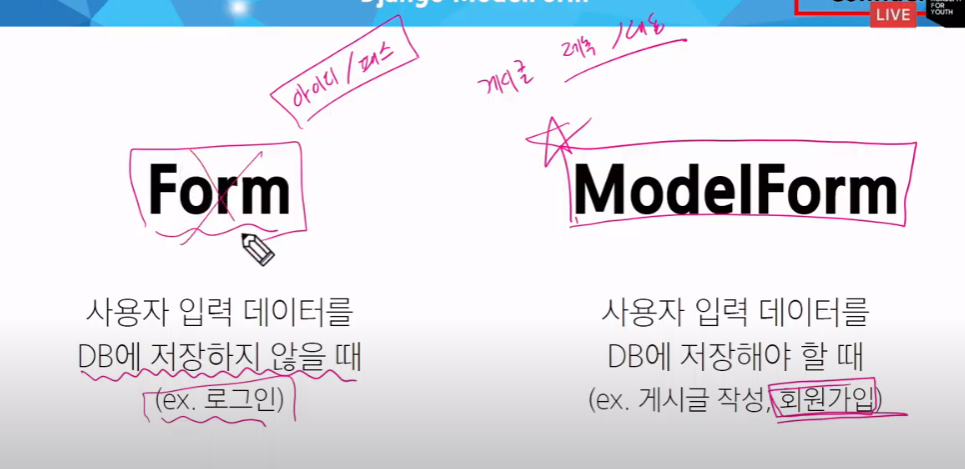 Django ModelForm
LIVE
FOR
YOUTH
아이디/패스
게시글 제목/내용
Form
ModelForm
사용자 입력 데이터를
DB에 저장하지 않을 때
(ex. 로그인)
사용자 입력 데이터를
DB에 저장해야 할 때
(ex. 게시글 작성, 회원가입)